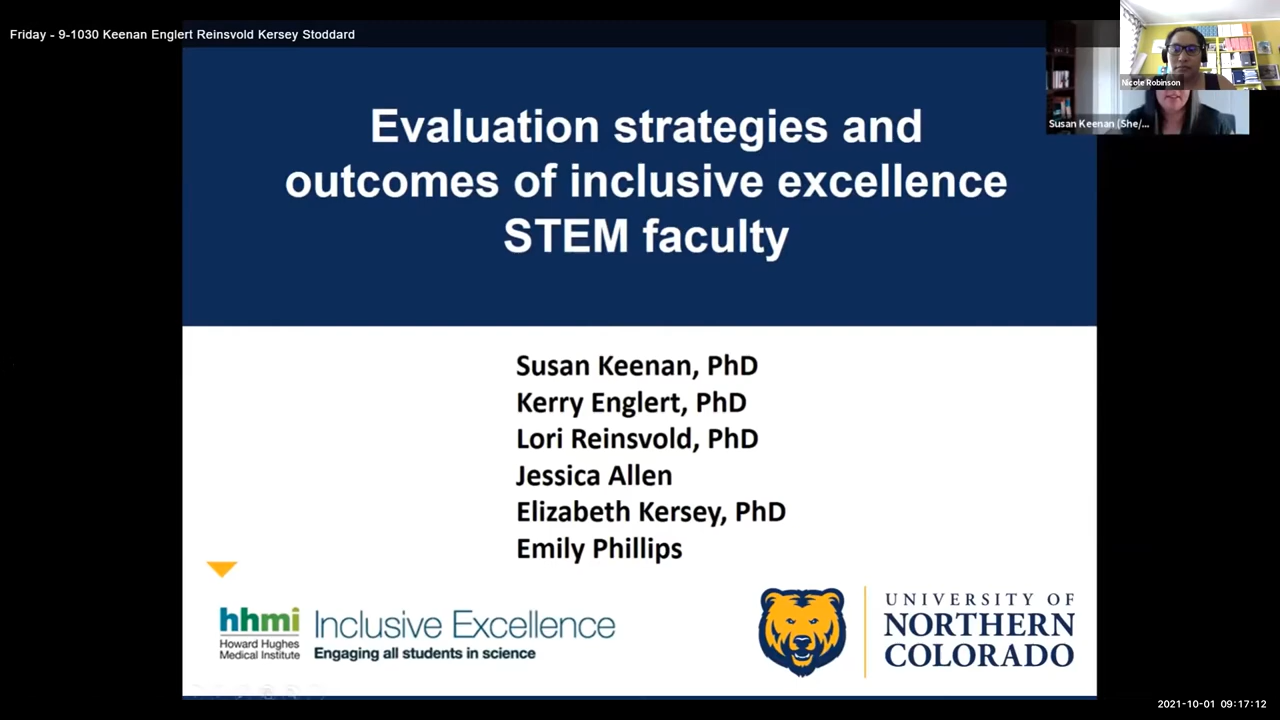 Friday - 9-1030 Keenan Englert Reinsvold Kersey Stoddard
Nicole Robinson
Susan Keenan (She/...
Evaluation strategies and
outcomes of inclusive excellence
STEM faculty
Susan Keenan, PhD
Kerry Englert, PhD
Lori Reinsvold, PhD
Jessica Allen
Elizabeth Kersey, PhD
Emily Phillips
hhmi
Howard Hughes
Medical Institute
Inclusive Excellence
Engaging all students in science
UNIVERSITY OF
NORTHERN
COLORADO
2021-10-01 09:17:12